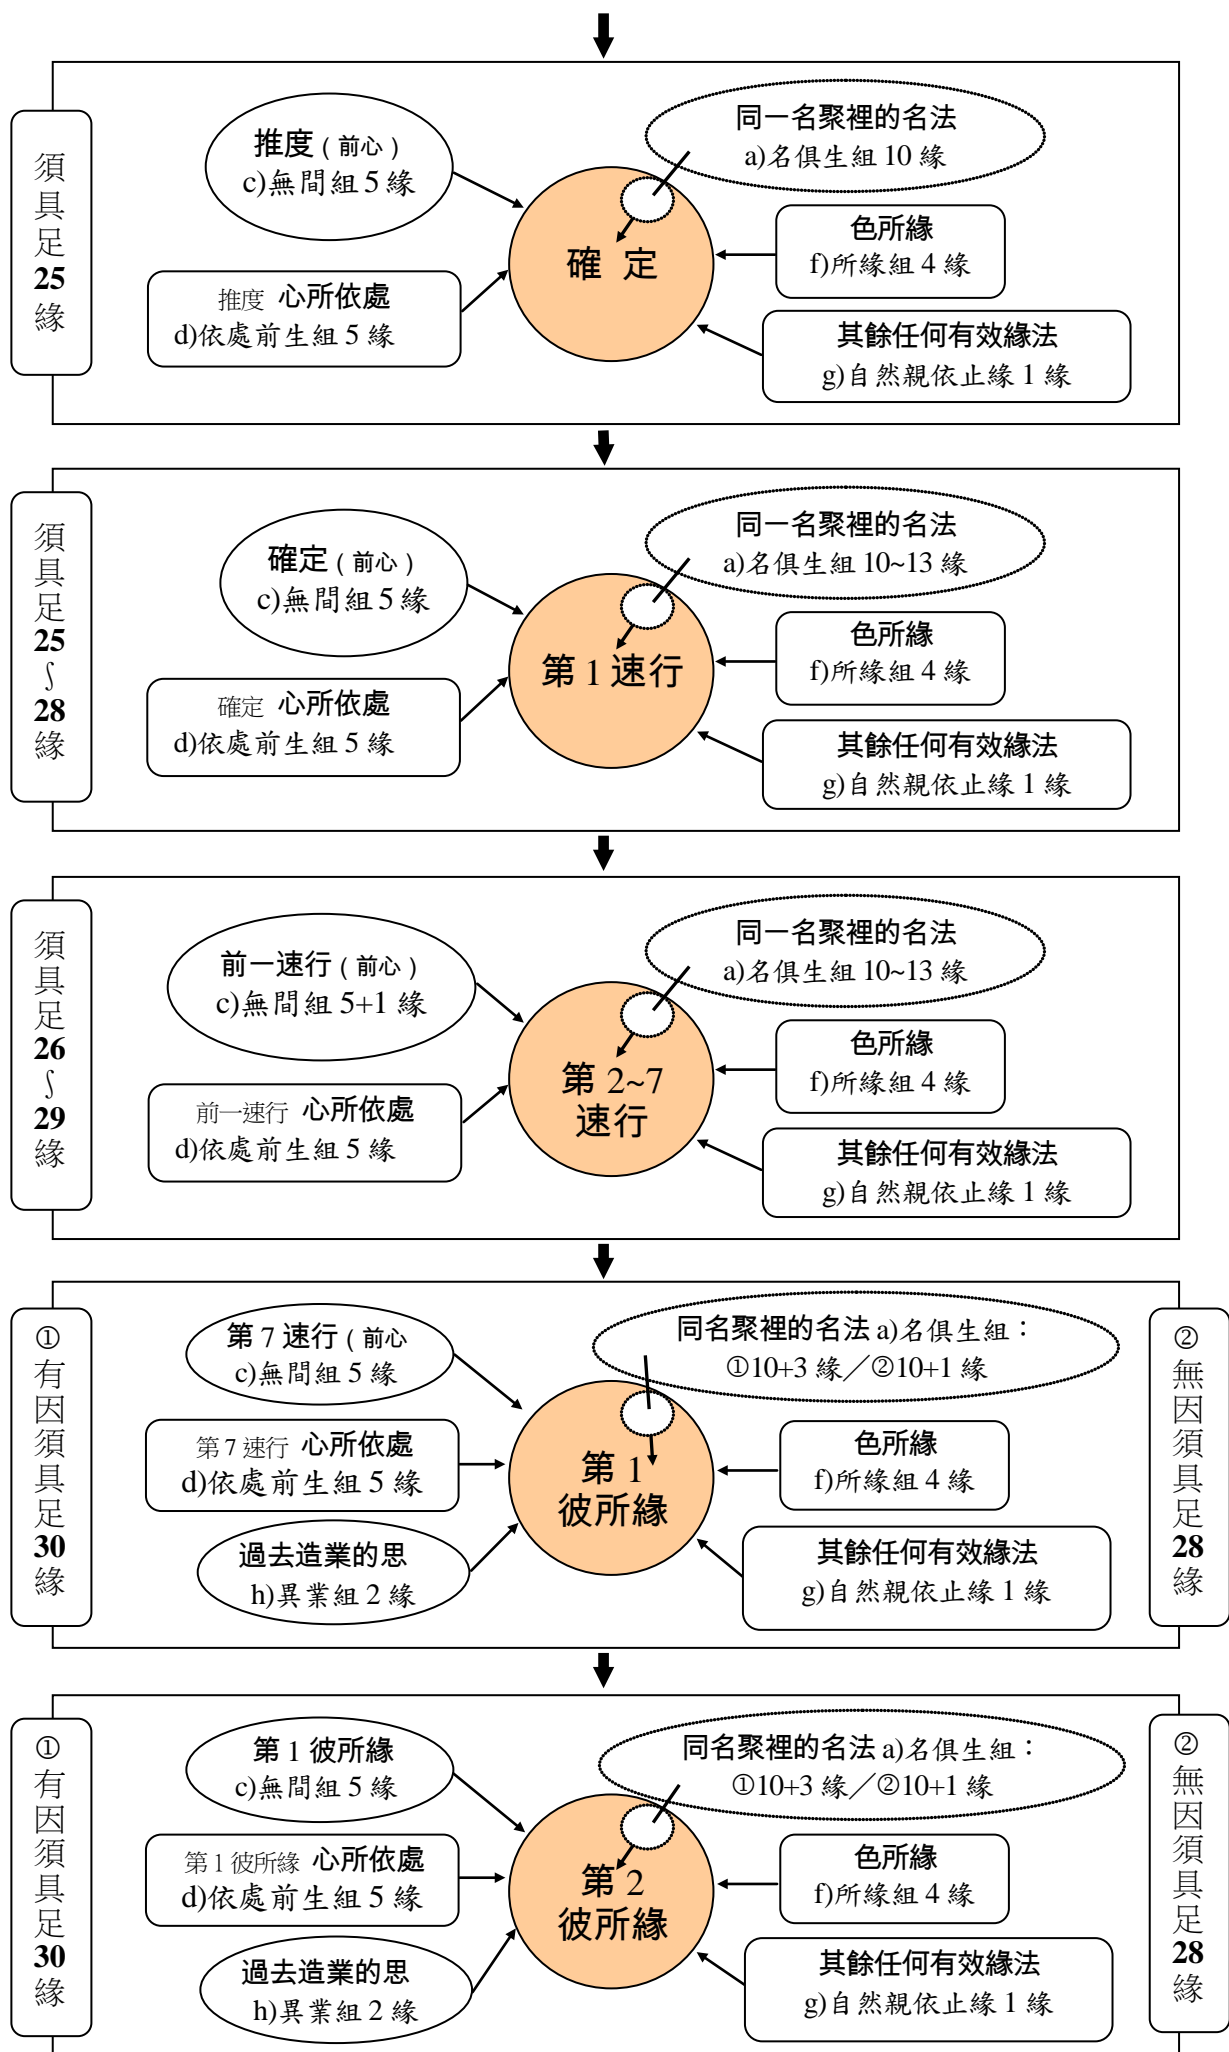 須具足25緣
推度（前心）
c)無間組 5 緣
同一名聚裡的名法
a)名俱生組 10 緣
確 定
色所緣
f)所緣組 4 緣
推度 心所依處
d)依處前生組 5 緣
其餘任何有效緣法
g)自然親依止緣 1 緣
須具足25∫28緣
確定（前心）
c)無間組 5 緣
同一名聚裡的名法
a)名俱生組 10~13 緣
第 1 速行
色所緣
f)所緣組 4 緣
確定 心所依處
d)依處前生組 5 緣
其餘任何有效緣法
g)自然親依止緣 1 緣
須具足26∫29緣
前一速行（前心）
c)無間組 5+1 緣
同一名聚裡的名法
a)名俱生組 10~13 緣
第 2~7
速行
色所緣
f)所緣組 4 緣
前一速行 心所依處
d)依處前生組 5 緣
其餘任何有效緣法
g)自然親依止緣 1 緣
①有因須具足30緣
第 7 速行（前心
c)無間組 5 緣
同名聚裡的名法 a)名俱生組：
①10+3 緣／②10+1 緣
②無因須具足28緣
第 7 速行 心所依處
d)依處前生組 5 緣
第 1
彼所緣
色所緣
f)所緣組 4 緣
過去造業的思
h)異業組 2 緣
其餘任何有效緣法
g)自然親依止緣 1 緣
①有因須具足30緣
第 1 彼所緣
c)無間組 5 緣
同名聚裡的名法 a)名俱生組：
①10+3 緣／②10+1 緣
②無因須具足28緣
第 1 彼所緣 心所依處
d)依處前生組 5 緣
第 2
彼所緣
色所緣
f)所緣組 4 緣
過去造業的思
h)異業組 2 緣
其餘任何有效緣法
g)自然親依止緣 1 緣